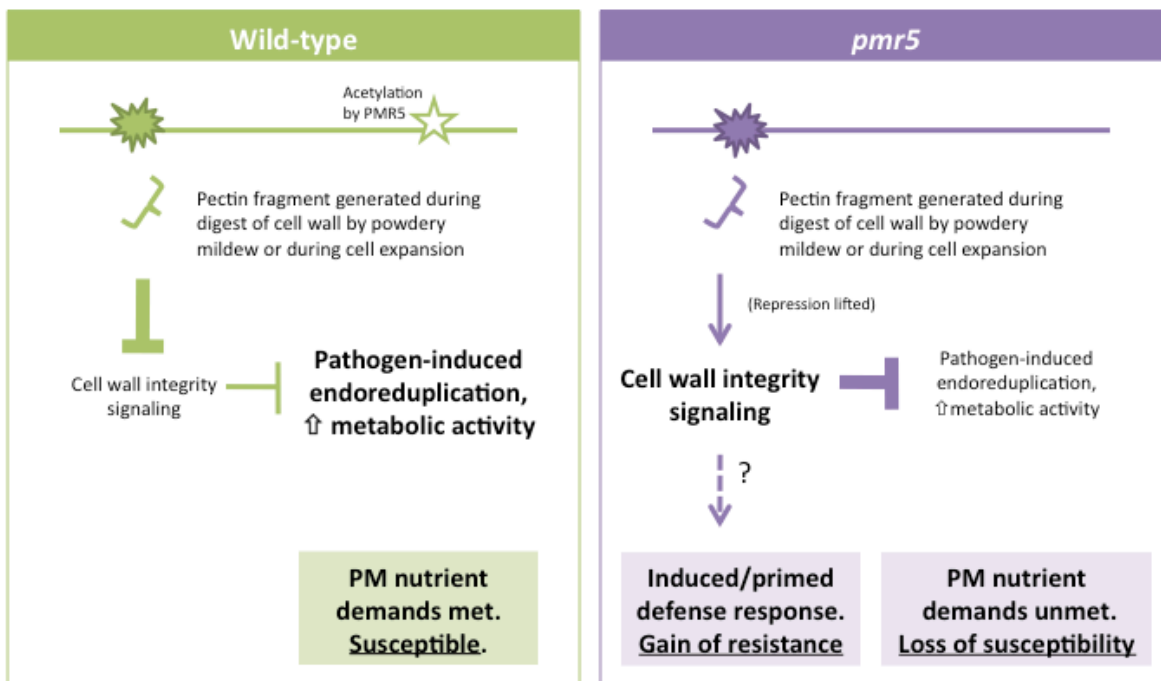 Wild-type
Acetylation
by PMR5
Pectin fragment generated during
digest of cell wall by powdery
mildew or during cell expansion
Cell wall integrity
signaling
Pathogen-induced
endoreduplication,
⇧ metabolic activity
PM nutrient
demands met.
Susceptible.
pmr5
Pectin fragment generated during
digest of cell wall by powdery
mildew or during cell expansion
(Repression lifted)
Cell wall integrity
signaling
Pathogen-induced
endoreduplication,
⇧metabolic activity
?
Induced/primed
defense response.
Gain of resistance
PM nutrient
demands unmet.
Loss of susceptibility